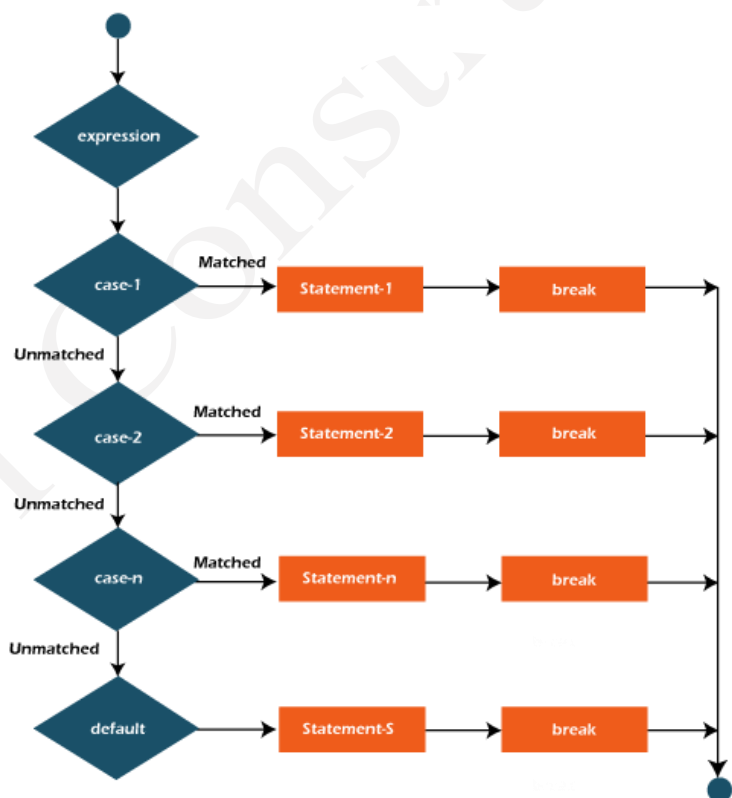 expression
case-1
Matched
Statement-1
break
Unmatched
case-2
Matched
Statement-2
break
Unmatched
case-n
Matched
Statement-n
break
Unmatched
default
Statement-S
break